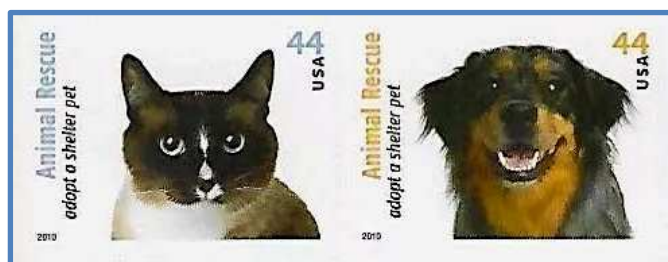 Animal Rescue
adopt a shelter pet
44
USA
2010
Animal Rescue
adopt a shelter pet
44
USA
2010